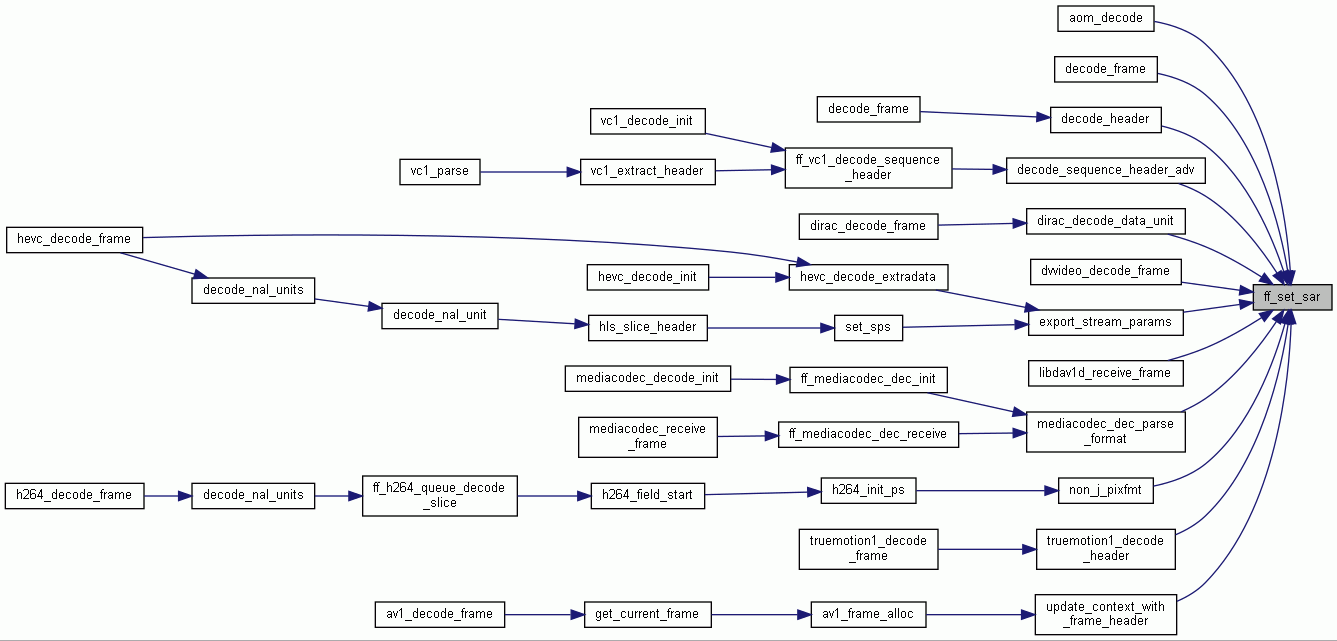 aom_decode
decode_frame
decode_frame
decode_header
vc1_decode_init
ff_vc1_decode_sequence
_header
vc1_parse
vc1_extract_header
decode_sequence_header_adv
dirac_decode_frame
dirac_decode_data_unit
hevc_decode_frame
hevc_decode_init
hevc_decode_extradata
dvvideo_decode_frame
decode_nal_units
ff_set_sar
decode_nal_unit
hls_slice_header
set_sps
export_stream_params
mediacodec_decode_init
ff_mediacodec_dec_init
libdav1d_receive_frame
mediacodec_receive
_frame
ff_mediacodec_dec_receive
mediacodec_dec_parse
_format
h264_decode_frame
decode_nal_units
ff_h264_queue_decode
_slice
h264_field_start
h264_init_ps
non_j_pixfmt
truemotion1_decode
_frame
truemotion1_decode
_header
av1_decode_frame
get_current_frame
av1_frame_alloc
update_context_with
_frame_header